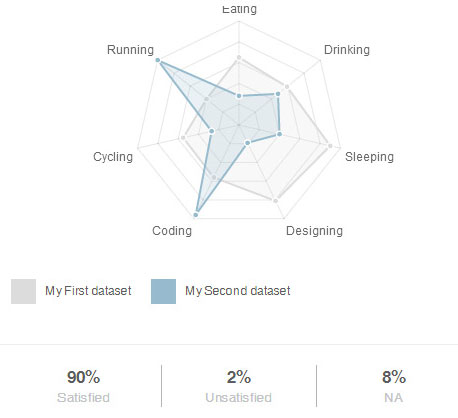 Eating
Running
Drinking
Cycling
Sleeping
Coding
Designing
My First dataset
My Second dataset
90%
2%
8%
Satisfied
Unsatisfied
NA